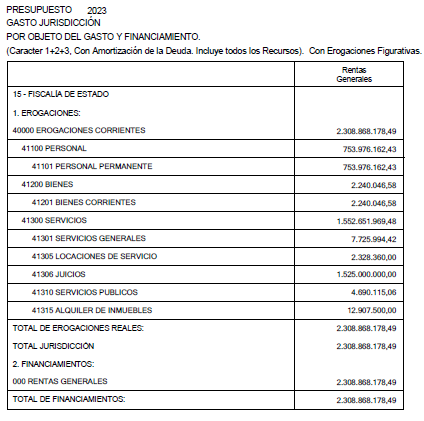 PRESUPUESTO 2023
GASTO JURISDICCIÓN
POR OBJETO DEL GASTO Y FINANCIAMIENTO.
(Caracter 1+2+3, Con Amortización de la Deuda. Incluye todos los Recursos). Con Erogaciones Figurativas.
Rentas
Generales
15 - FISCALÍA DE ESTADO
1. EROGACIONES:
40000 EROGACIONES CORRIENTES 2.308.868.178,49
41100 PERSONAL 753.976.162,43
41101 PERSONAL PERMANENTE 753.976.162,43
41200 BIENES 2.240.046,58
41201 BIENES CORRIENTES 2.240.046,58
41300 SERVICIOS 1.552.651.969,48
41301 SERVICIOS GENERALES 7.725.994,42
41305 LOCACIONES DE SERVICIO 2.328.360,00
41306 JUICIOS 1.525.000.000,00
41310 SERVICIOS PUBLICOS 4.690.115,06
41315 ALQUILER DE INMUEBLES 12.907.500,00
TOTAL DE EROGACIONES REALES: 2.308.868.178,49
TOTAL JURISDICCIÓN 2.308.868.178,49
2. FINANCIAMIENTOS:
000 RENTAS GENERALES 2.308.868.178,49
TOTAL DE FINANCIAMIENTOS: 2.308.868.178,49